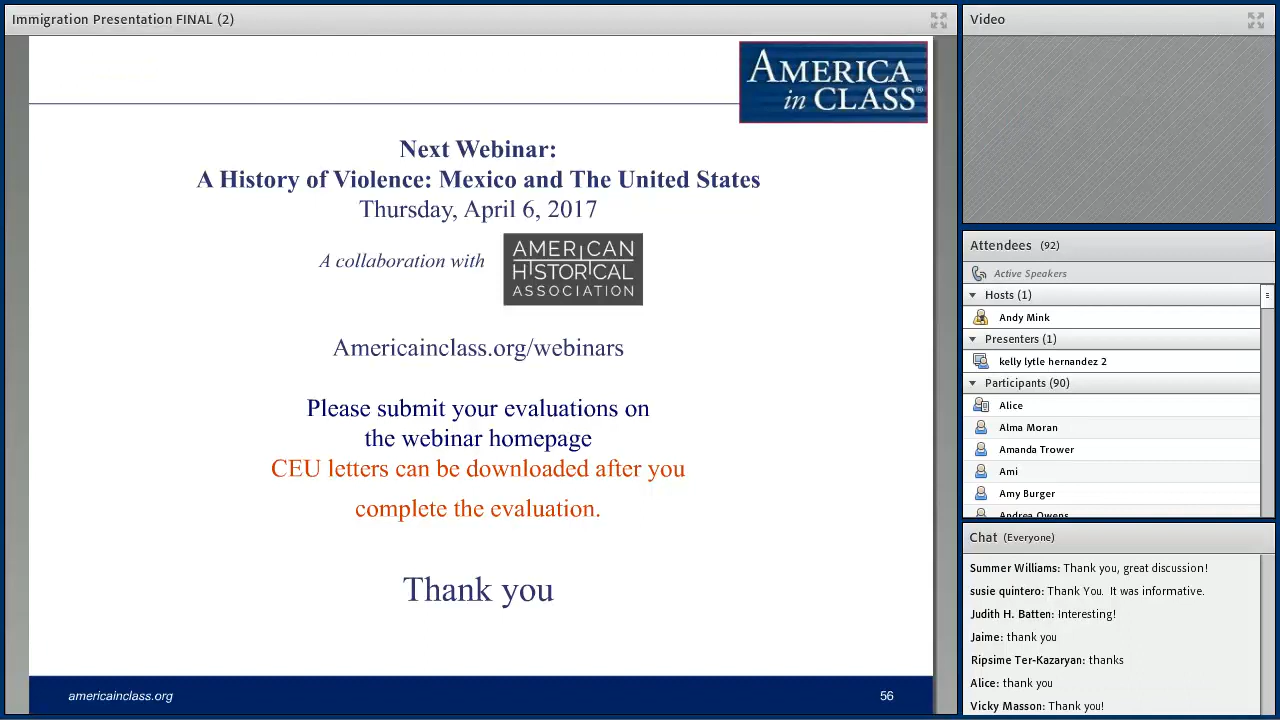 Immigration Presentation FINAL (2)
AMERICA
in CLASS®
Next Webinar:
A History of Violence: Mexico and The United States
Thursday, April 6, 2017
A collaboration with
AMERICAN
HISTORICAL
ASSOCIATION
Americainclass.org/webinars
Please submit your evaluations on
the webinar homepage
CEU letters can be downloaded after you
complete the evaluation.
Thank you
americainclass.org
56
Video
Attendees (92)
Active Speakers
Hosts (1)
Andy Mink
Presenters (1)
kelly lytle hernandez 2
Participants (90)
Alice
Alma Moran
Amanda Trower
Ami
Amy Burger
Andrea Owens
Chat (Everyone)
Summer Williams: Thank you, great discussion!
susie quintero: Thank You. It was informative.
Judith H. Batten: Interesting!
Jaime: thank you
Ripsime Ter-Kazaryan: thanks
Alice: thank you
Vicky Masson: Thank you!